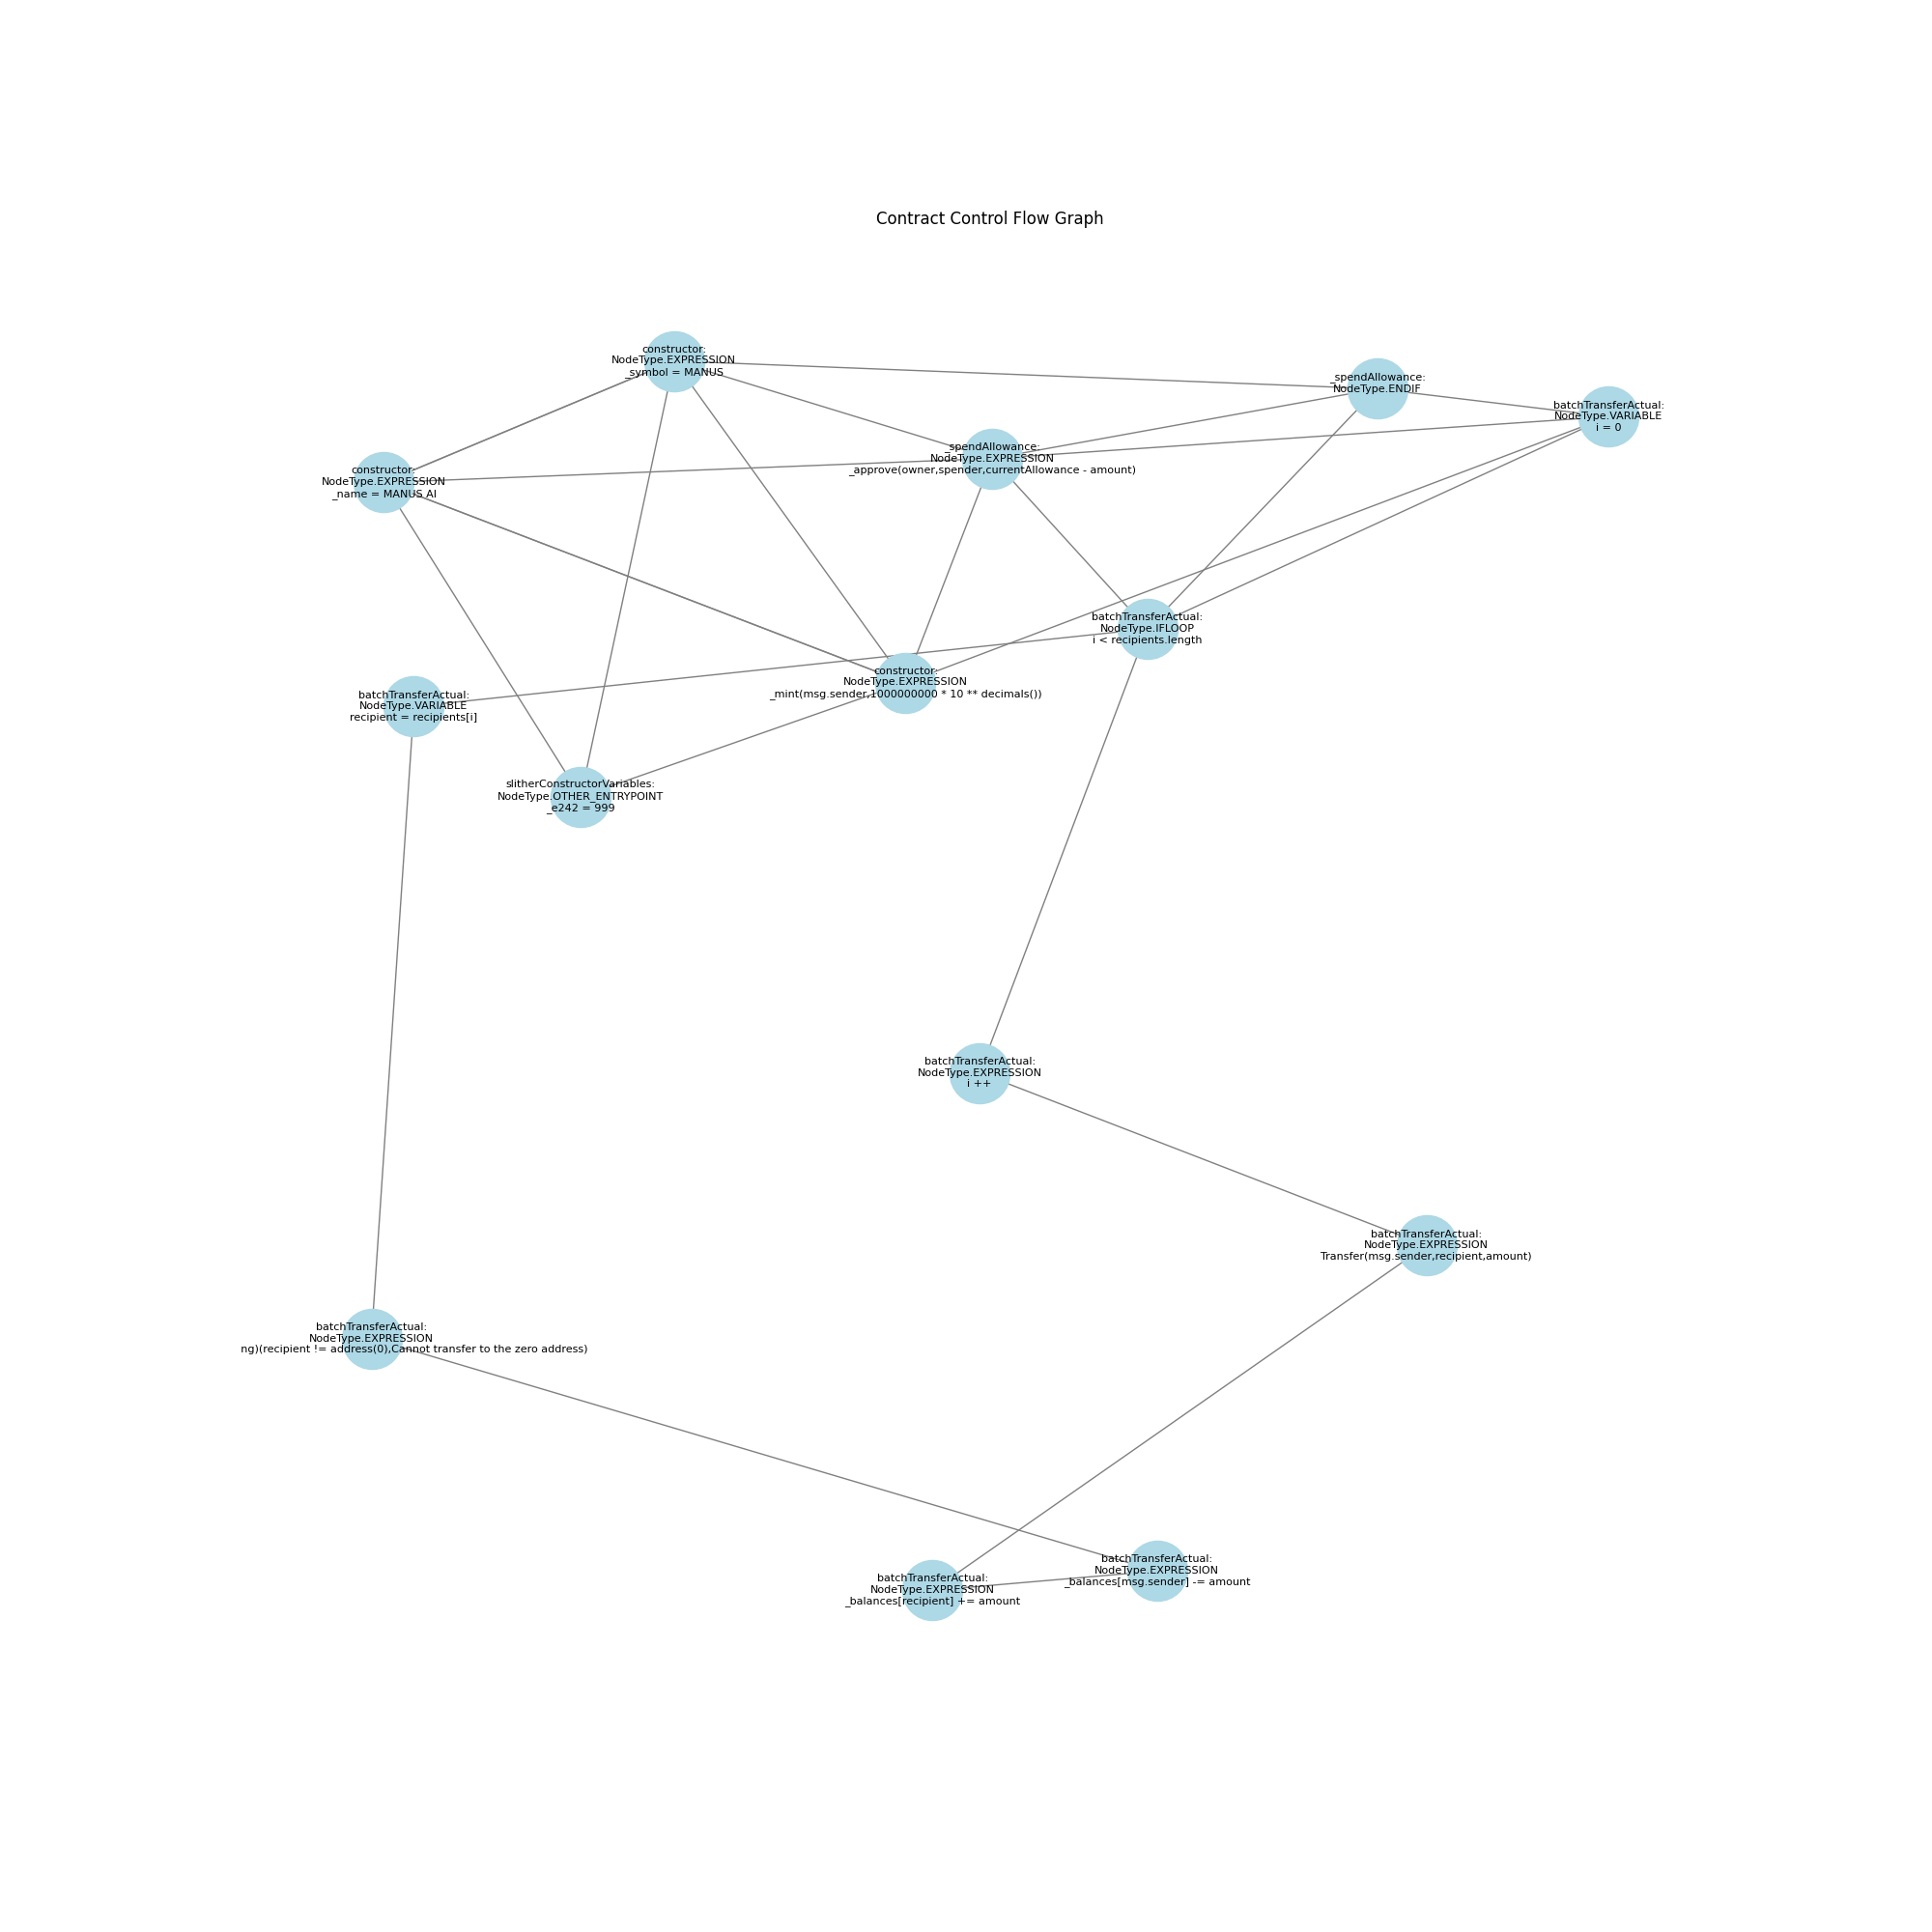 Contract Control Flow Graph
constructor:
NodeType.EXPRESSION
_symbol = MANUS
_spendAllowance:
NodeType.ENDIF
batchTransferActual:
NodeType.VARIABLE
i = 0
_spendAllowance:
NodeType.EXPRESSION
_approve(owner,spender,currentAllowance - amount)
constructor:
NodeType.EXPRESSION
_name = MANUS AI
batchTransferActual:
NodeType.IFLOOP
i < recipients.length
constructor:
NodeType.EXPRESSION
_mint(msg.sender,1000000000 * 10 ** decimals())
batchTransferActual:
NodeType.VARIABLE
recipient = recipients[i]
slitherConstructorVariables:
NodeType.OTHER_ENTRYPOINT
_e242 = 999
batchTransferActual:
NodeType.EXPRESSION
i ++
batchTransferActual:
NodeType.EXPRESSION
Transfer(msg.sender,recipient,amount)
batchTransferActual:
NodeType.EXPRESSION
ng)(recipient != address(0),Cannot transfer to the zero address)
batchTransferActual:
NodeType.EXPRESSION
_balances[msg.sender] -= amount
batchTransferActual:
NodeType.EXPRESSION
_balances[recipient] += amount